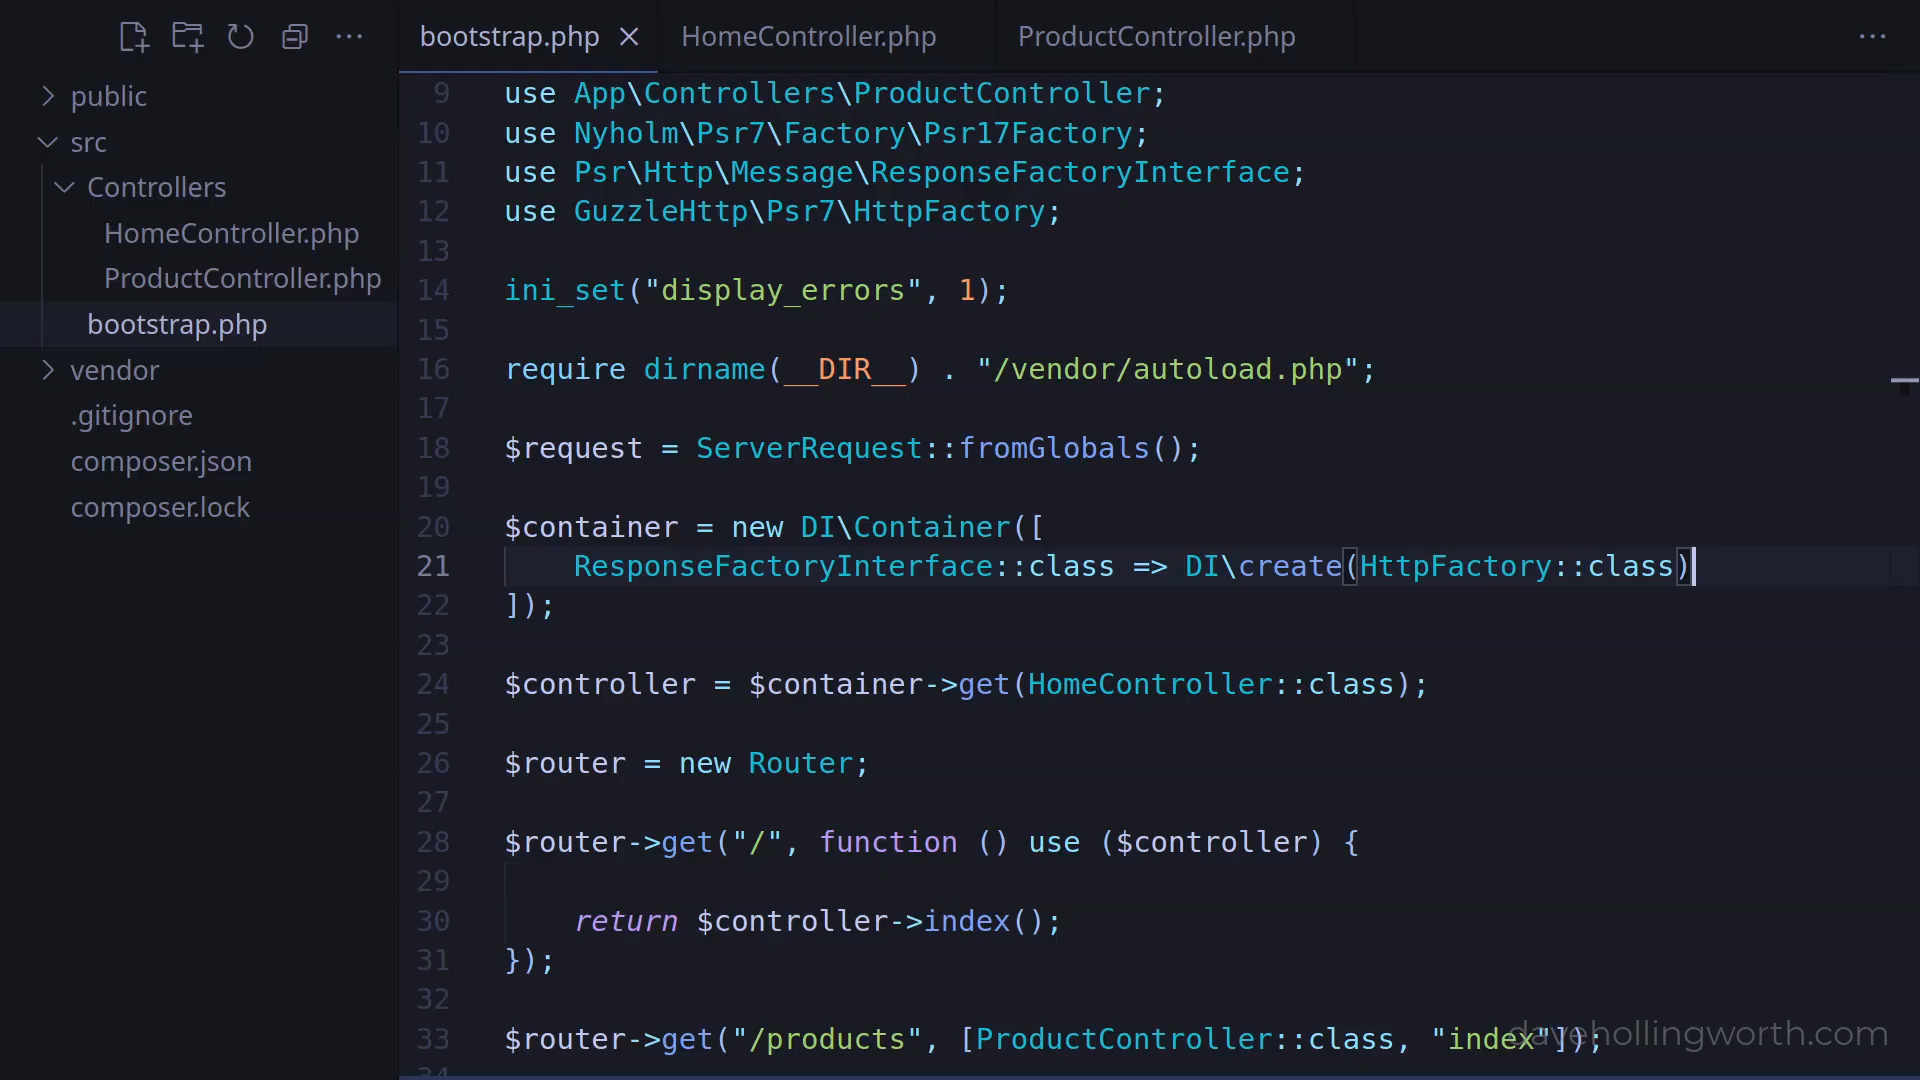 bootstrap.php
HomeController.php
ProductController.php
public
src
Controllers
HomeController.php
ProductController.php
bootstrap.php
vendor
.gitignore
composer.json
composer.lock
9 use App\Controllers\ProductController;
10 use Nyholm\Psr7\Factory\Psr17Factory;
11 use Psr\Http\Message\ResponseFactoryInterface;
12 use GuzzleHttp\Psr7\HttpFactory;
13
14 ini_set("display_errors", 1);
15
16 require dirname(__DIR__) . "/vendor/autoload.php";
17
18 $request = ServerRequest::fromGlobals();
19
20 $container = new DI\Container([
21 ResponseFactoryInterface::class => DI\create(HttpFactory::class)
22 ]);
23
24 $controller = $container->get(HomeController::class);
25
26 $router = new Router;
27
28 $router->get("/", function () use ($controller) {
29
30 return $controller->index();
31 });
32
33 $router->get("/products", [ProductController::class, "index"]);
34
davehollingworth.com